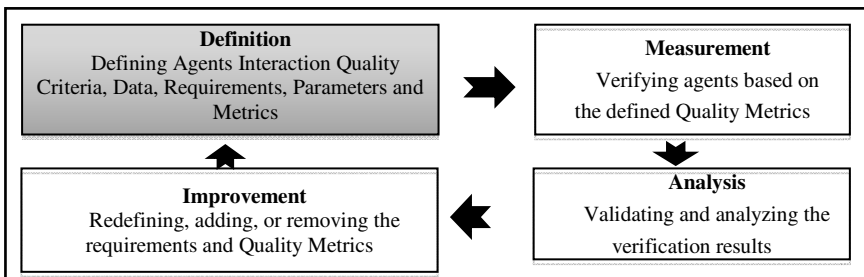 Definition
Defining Agents Interaction Quality
Criteria, Data, Requirements, Parameters and
Metrics
Measurement
Verifying agents based on
the defined Quality Metrics
Analysis
Validating and analyzing the
verification results
Improvement
Redefining, adding, or removing the
requirements and Quality Metrics